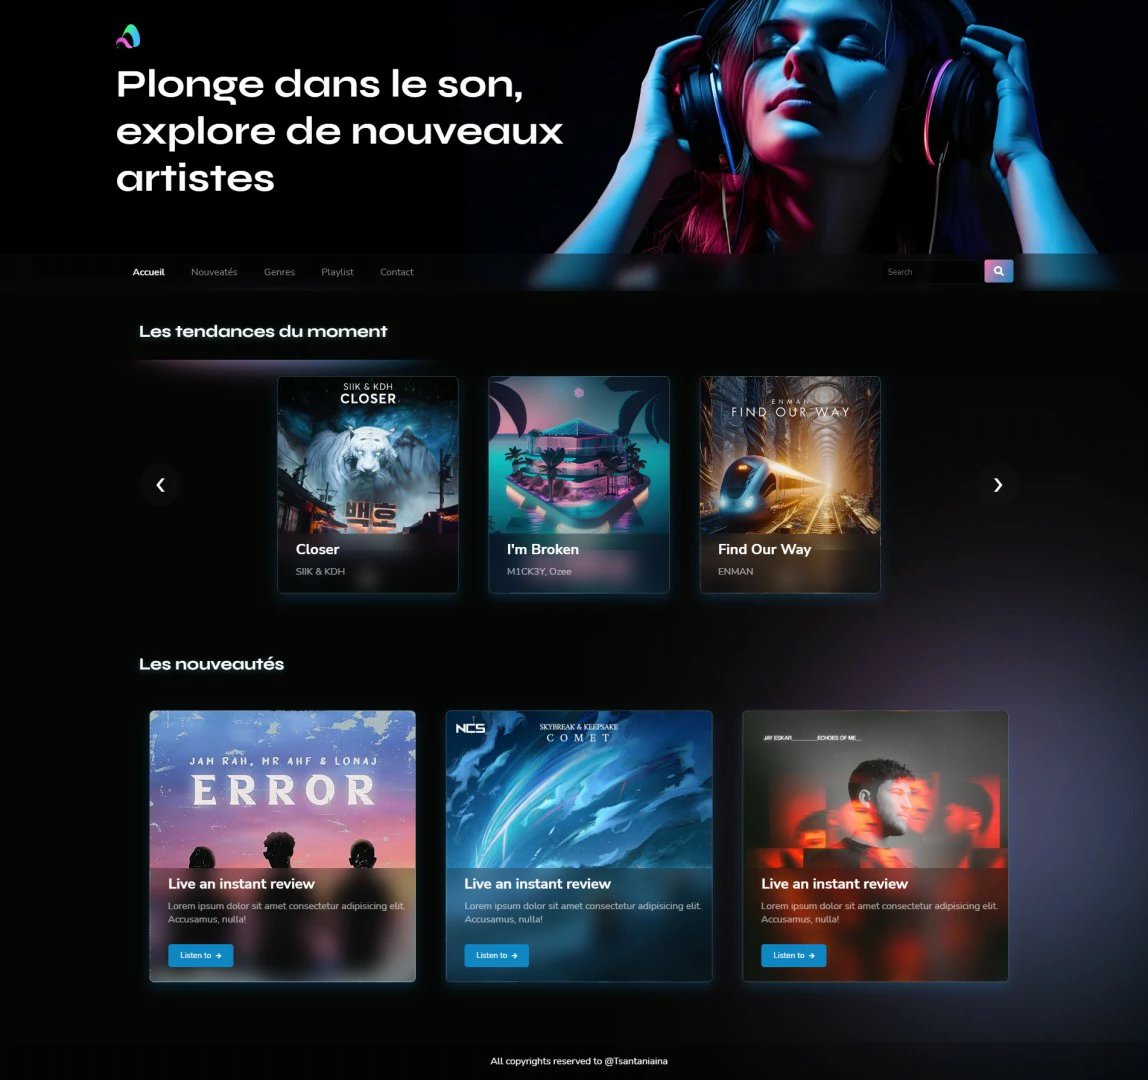 Plonge dans le son,
explore de nouveaux
artistes
Accueil Nouveatés Genres Playlist Contact Search
Les tendances du moment
SIIK & KDH
CLOSER
백호
Closer
SIIK & KDH
I'm Broken
M1CK3Y, Ozee
ENMAN
FIND OUR WAY
Find Our Way
ENMAN
Les nouveautés
JAM RAH, MR AHF & LONAJ
ERROR
Live an instant review
Lorem ipsum dolor sit amet consectetur adipisicing elit.
Accusamus, nulla!
Listen to →
NCS
SKYBREAK & KEEPSAKE
COMET
Live an instant review
Lorem ipsum dolor sit amet consectetur adipisicing elit.
Accusamus, nulla!
Listen to →
JAY ESKAR ECHOES OF ME
Live an instant review
Lorem ipsum dolor sit amet consectetur adipisicing elit.
Accusamus, nulla!
Listen to →
All copyrights reserved to @Tsantaniaina